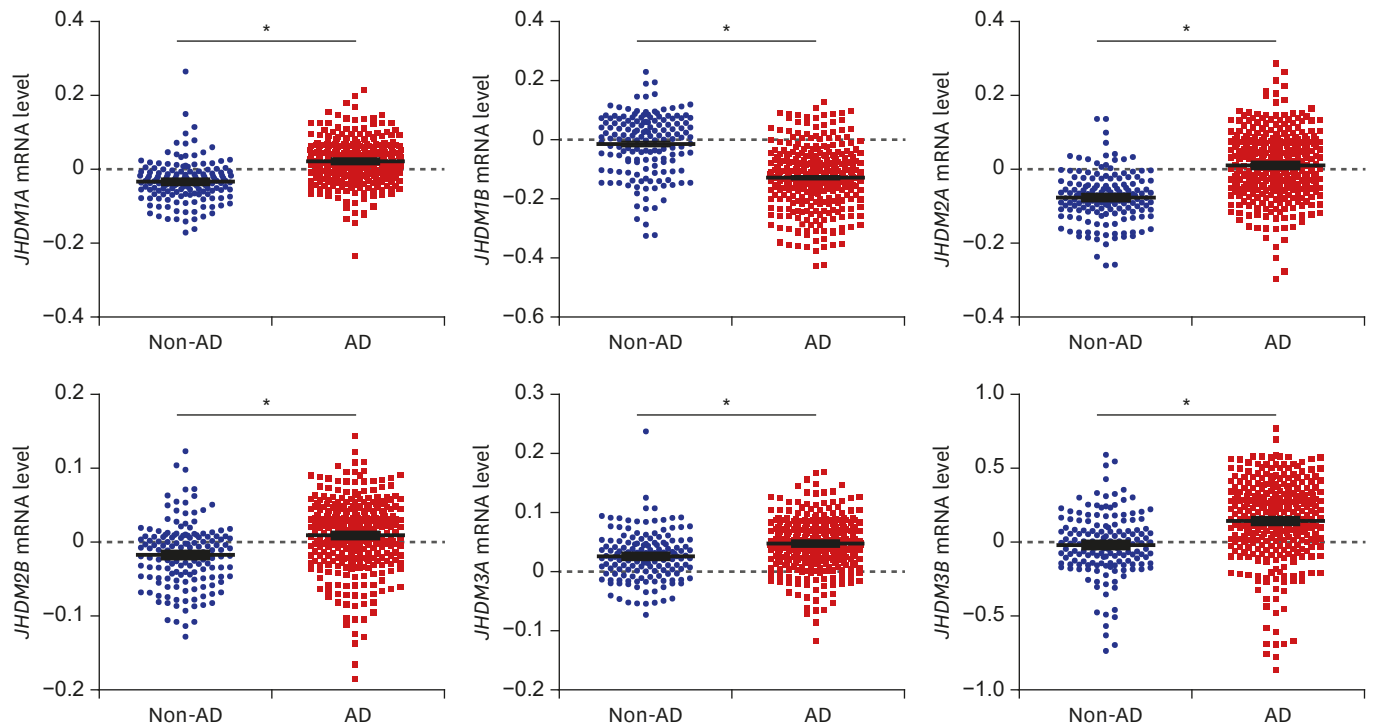 JHDM1A mRNA level
0.4
0.2
0
−0.2
−0.4
*
Non-AD
AD
JHDM1B mRNA level
0.4
0.2
0
−0.2
−0.4
−0.6
*
Non-AD
AD
JHDM2A mRNA level
0.4
0.2
0
−0.2
−0.4
*
Non-AD
AD
JHDM2B mRNA level
0.2
0.1
0
−0.1
−0.2
*
Non-AD
AD
JHDM3A mRNA level
0.3
0.2
0.1
0
−0.1
−0.2
*
Non-AD
AD
JHDM3B mRNA level
1.0
0.5
0
−0.5
−1.0
*
Non-AD
AD